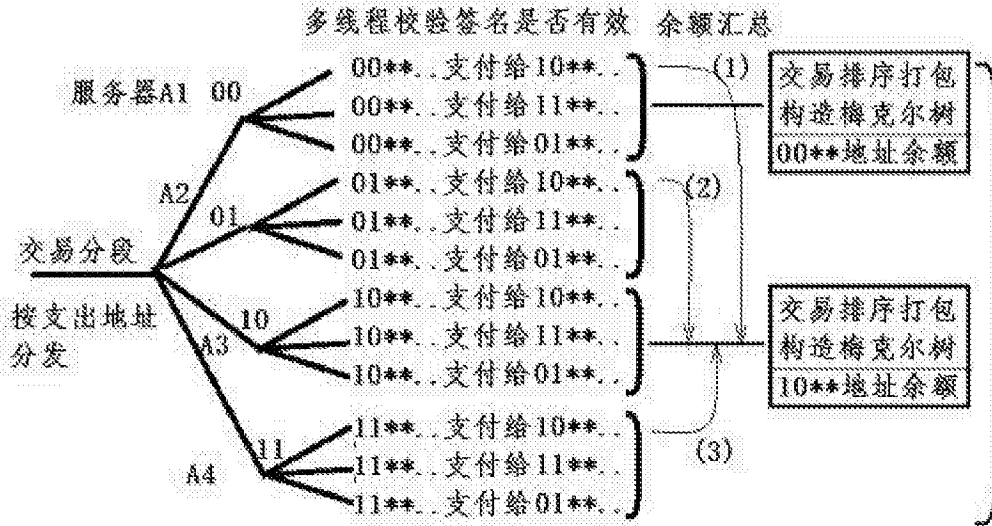 多线程校验签名是否有效 余额汇总
服务器A1 00
00**..支付给10**..
00**..支付给11**..
00**..支付给01**..
(1)
交易排序打包
构造梅克尔树
00**地址余额
A2
01
01**..支付给10**..
01**..支付给11**..
01**..支付给01**..
(2)
交易分段
按支出地址
分发
A3
10
10**..支付给10**..
10**..支付给11**..
10**..支付给01**..
交易排序打包
构造梅克尔树
10**地址余额
A4
11
11**..支付给10**..
11**..支付给11**..
11**..支付给01**..
(3)